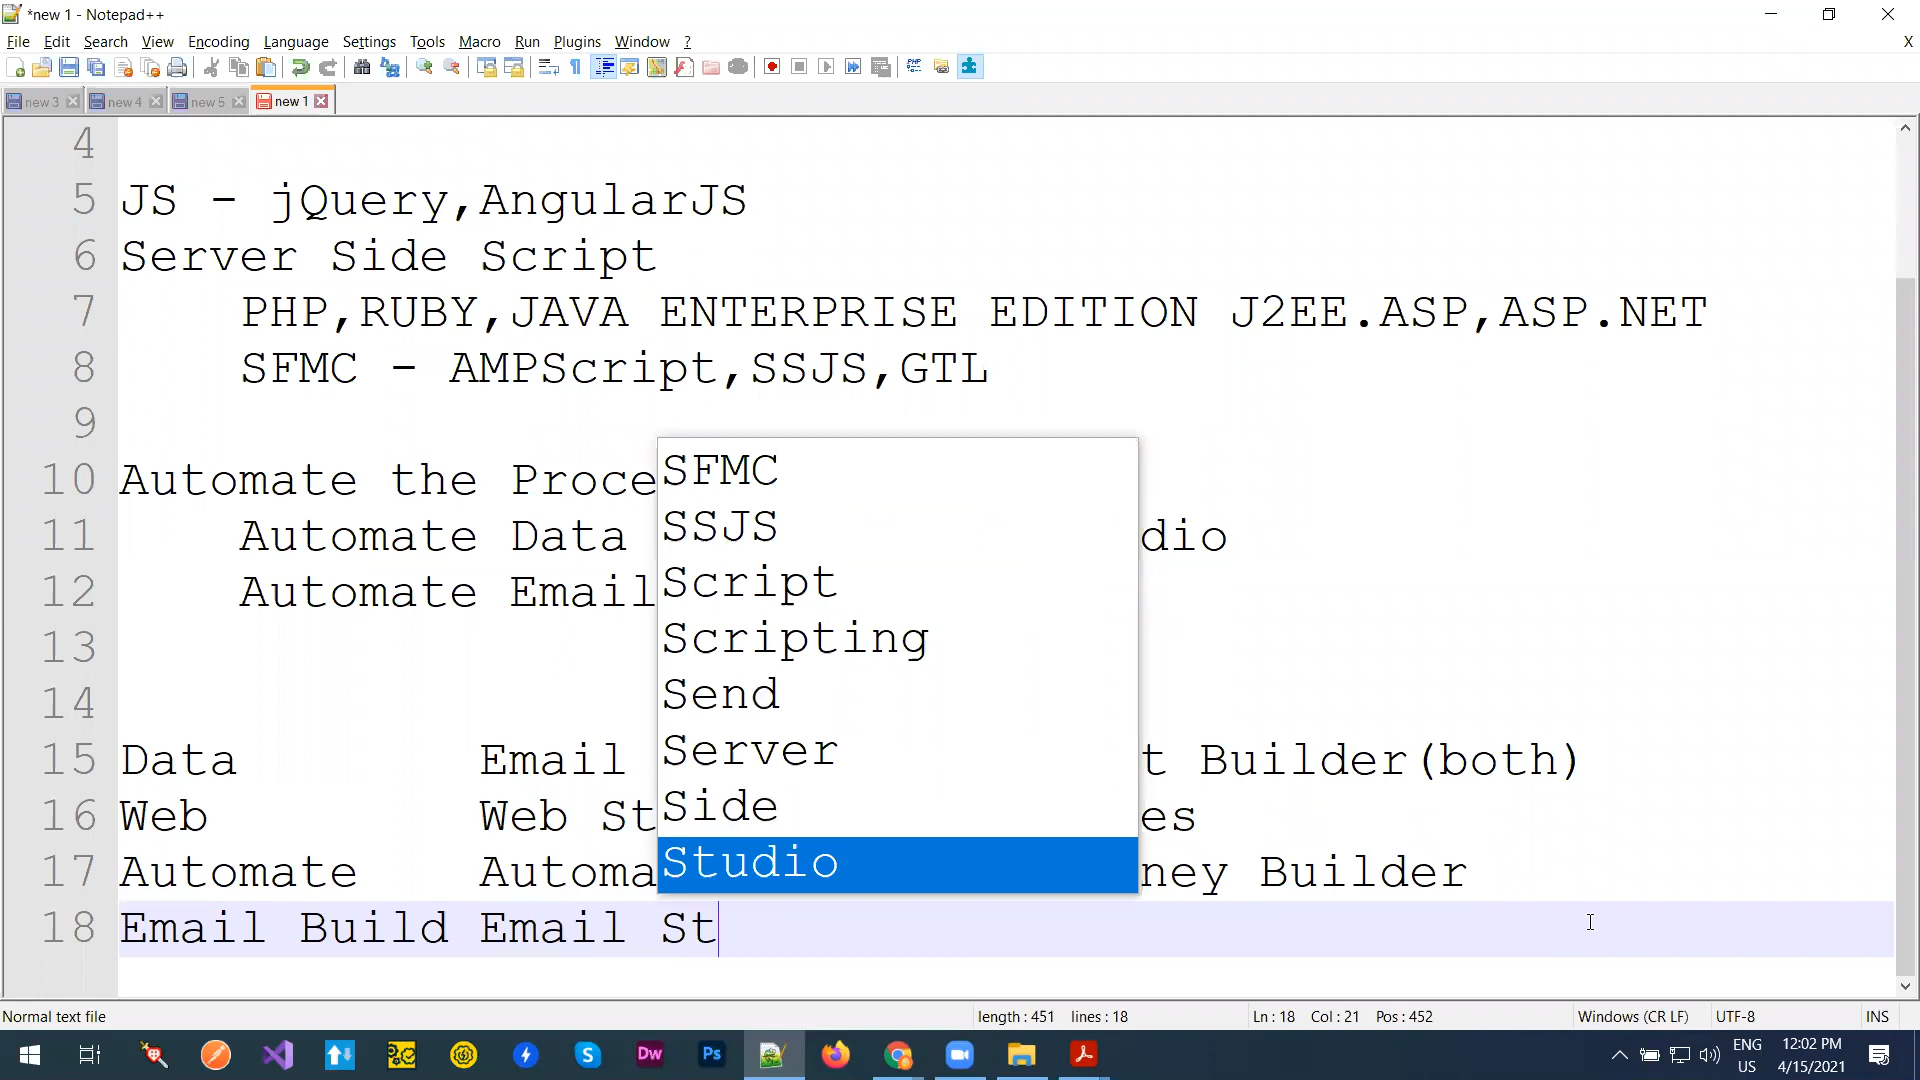 *new 1 - Notepad++
File Edit Search View Encoding Language Settings Tools Macro Run Plugins Window ? X
new 3 new 4 new 5 new 1
4
5 JS - jQuery,AngularJS
6 Server Side Script
7 PHP,RUBY,JAVA ENTERPRISE EDITION J2EE.ASP,ASP.NET
8 SFMC - AMPScript,SSJS,GTL
9
SFMC
10 Automate the Proce
SSJS
11 Automate Data dio
Script
12 Automate Email
Scripting
13
Send
14
Server
15 Data Email t Builder(both)
Side
16 Web Web St es
Studio
17 Automate Automa ney Builder
18 Email Build Email St
Normal text file length : 451 lines : 18 Ln : 18 Col : 21 Pos : 452 Windows (CR LF) UTF-8 INS
PHP
S Dw Ps
ENG
US
12:02 PM
4/15/2021